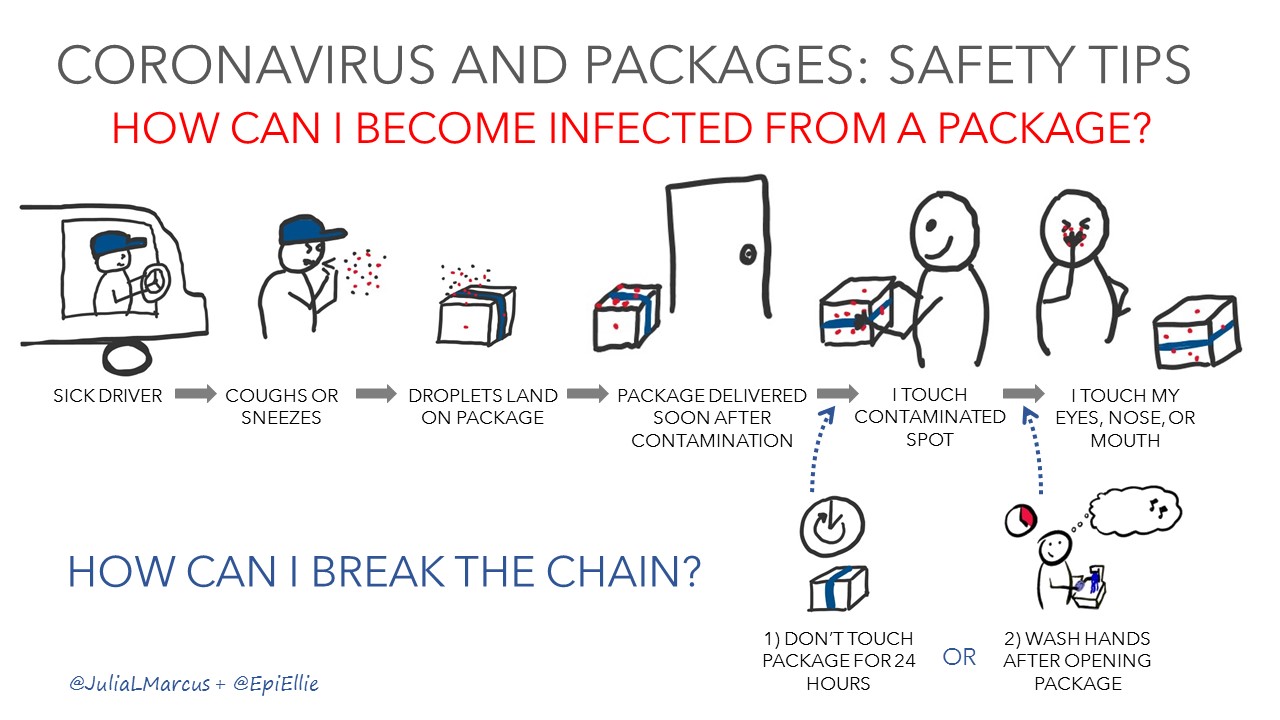 CORONAVIRUS AND PACKAGES: SAFETY TIPS
HOW CAN I BECOME INFECTED FROM A PACKAGE?
SICK DRIVER
COUGHS OR
SNEEZES
DROPLETS LAND
ON PACKAGE
PACKAGE DELIVERED
SOON AFTER
CONTAMINATION
I TOUCH
CONTAMINATED
SPOT
I TOUCH MY
EYES, NOSE, OR
MOUTH
HOW CAN I BREAK THE CHAIN?
1) DON'T TOUCH
PACKAGE FOR 24
HOURS
OR
2) WASH HANDS
AFTER OPENING
PACKAGE
@JuliaLMarcus + @EpiEllie